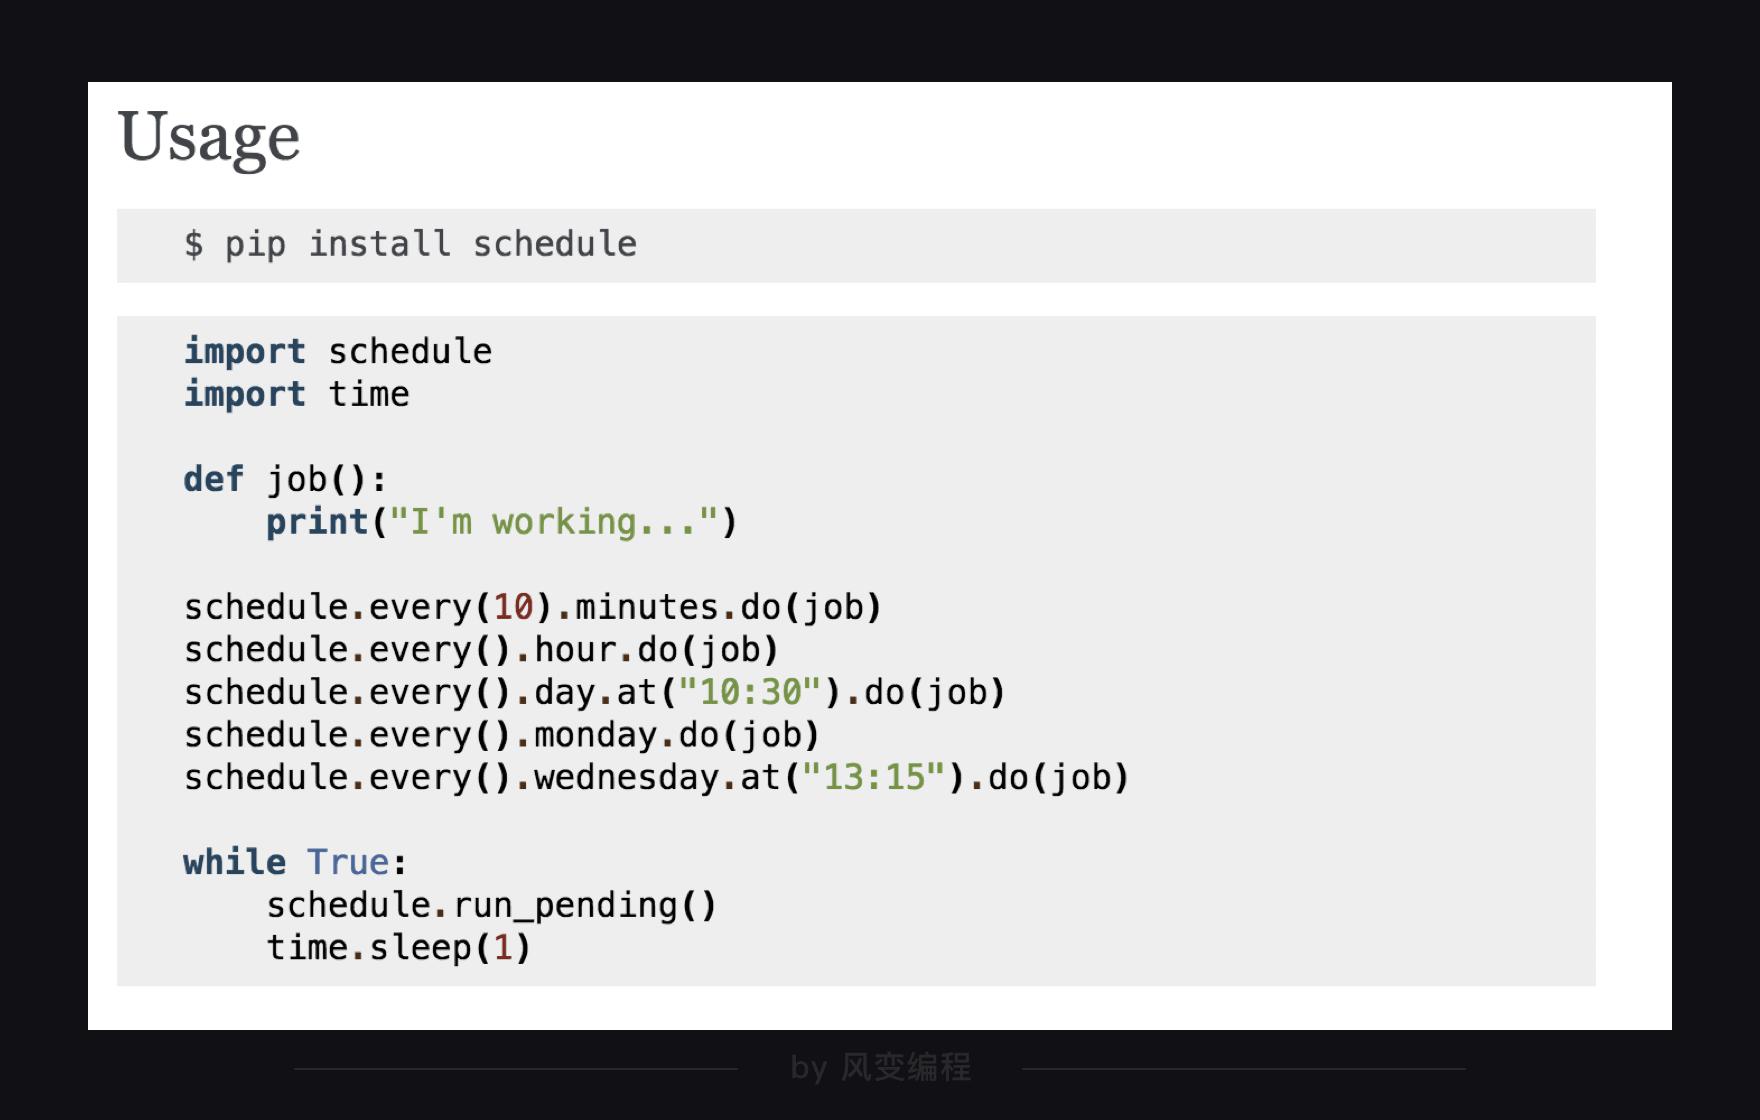 Usage
$ pip install schedule
import schedule
import time
def job():
    print("I'm working...")
schedule.every(10).minutes.do(job)
schedule.every().hour.do(job)
schedule.every().day.at("10:30").do(job)
schedule.every().monday.do(job)
schedule.every().wednesday.at("13:15").do(job)
while True:
    schedule.run_pending()
    time.sleep(1)
by 风变编程